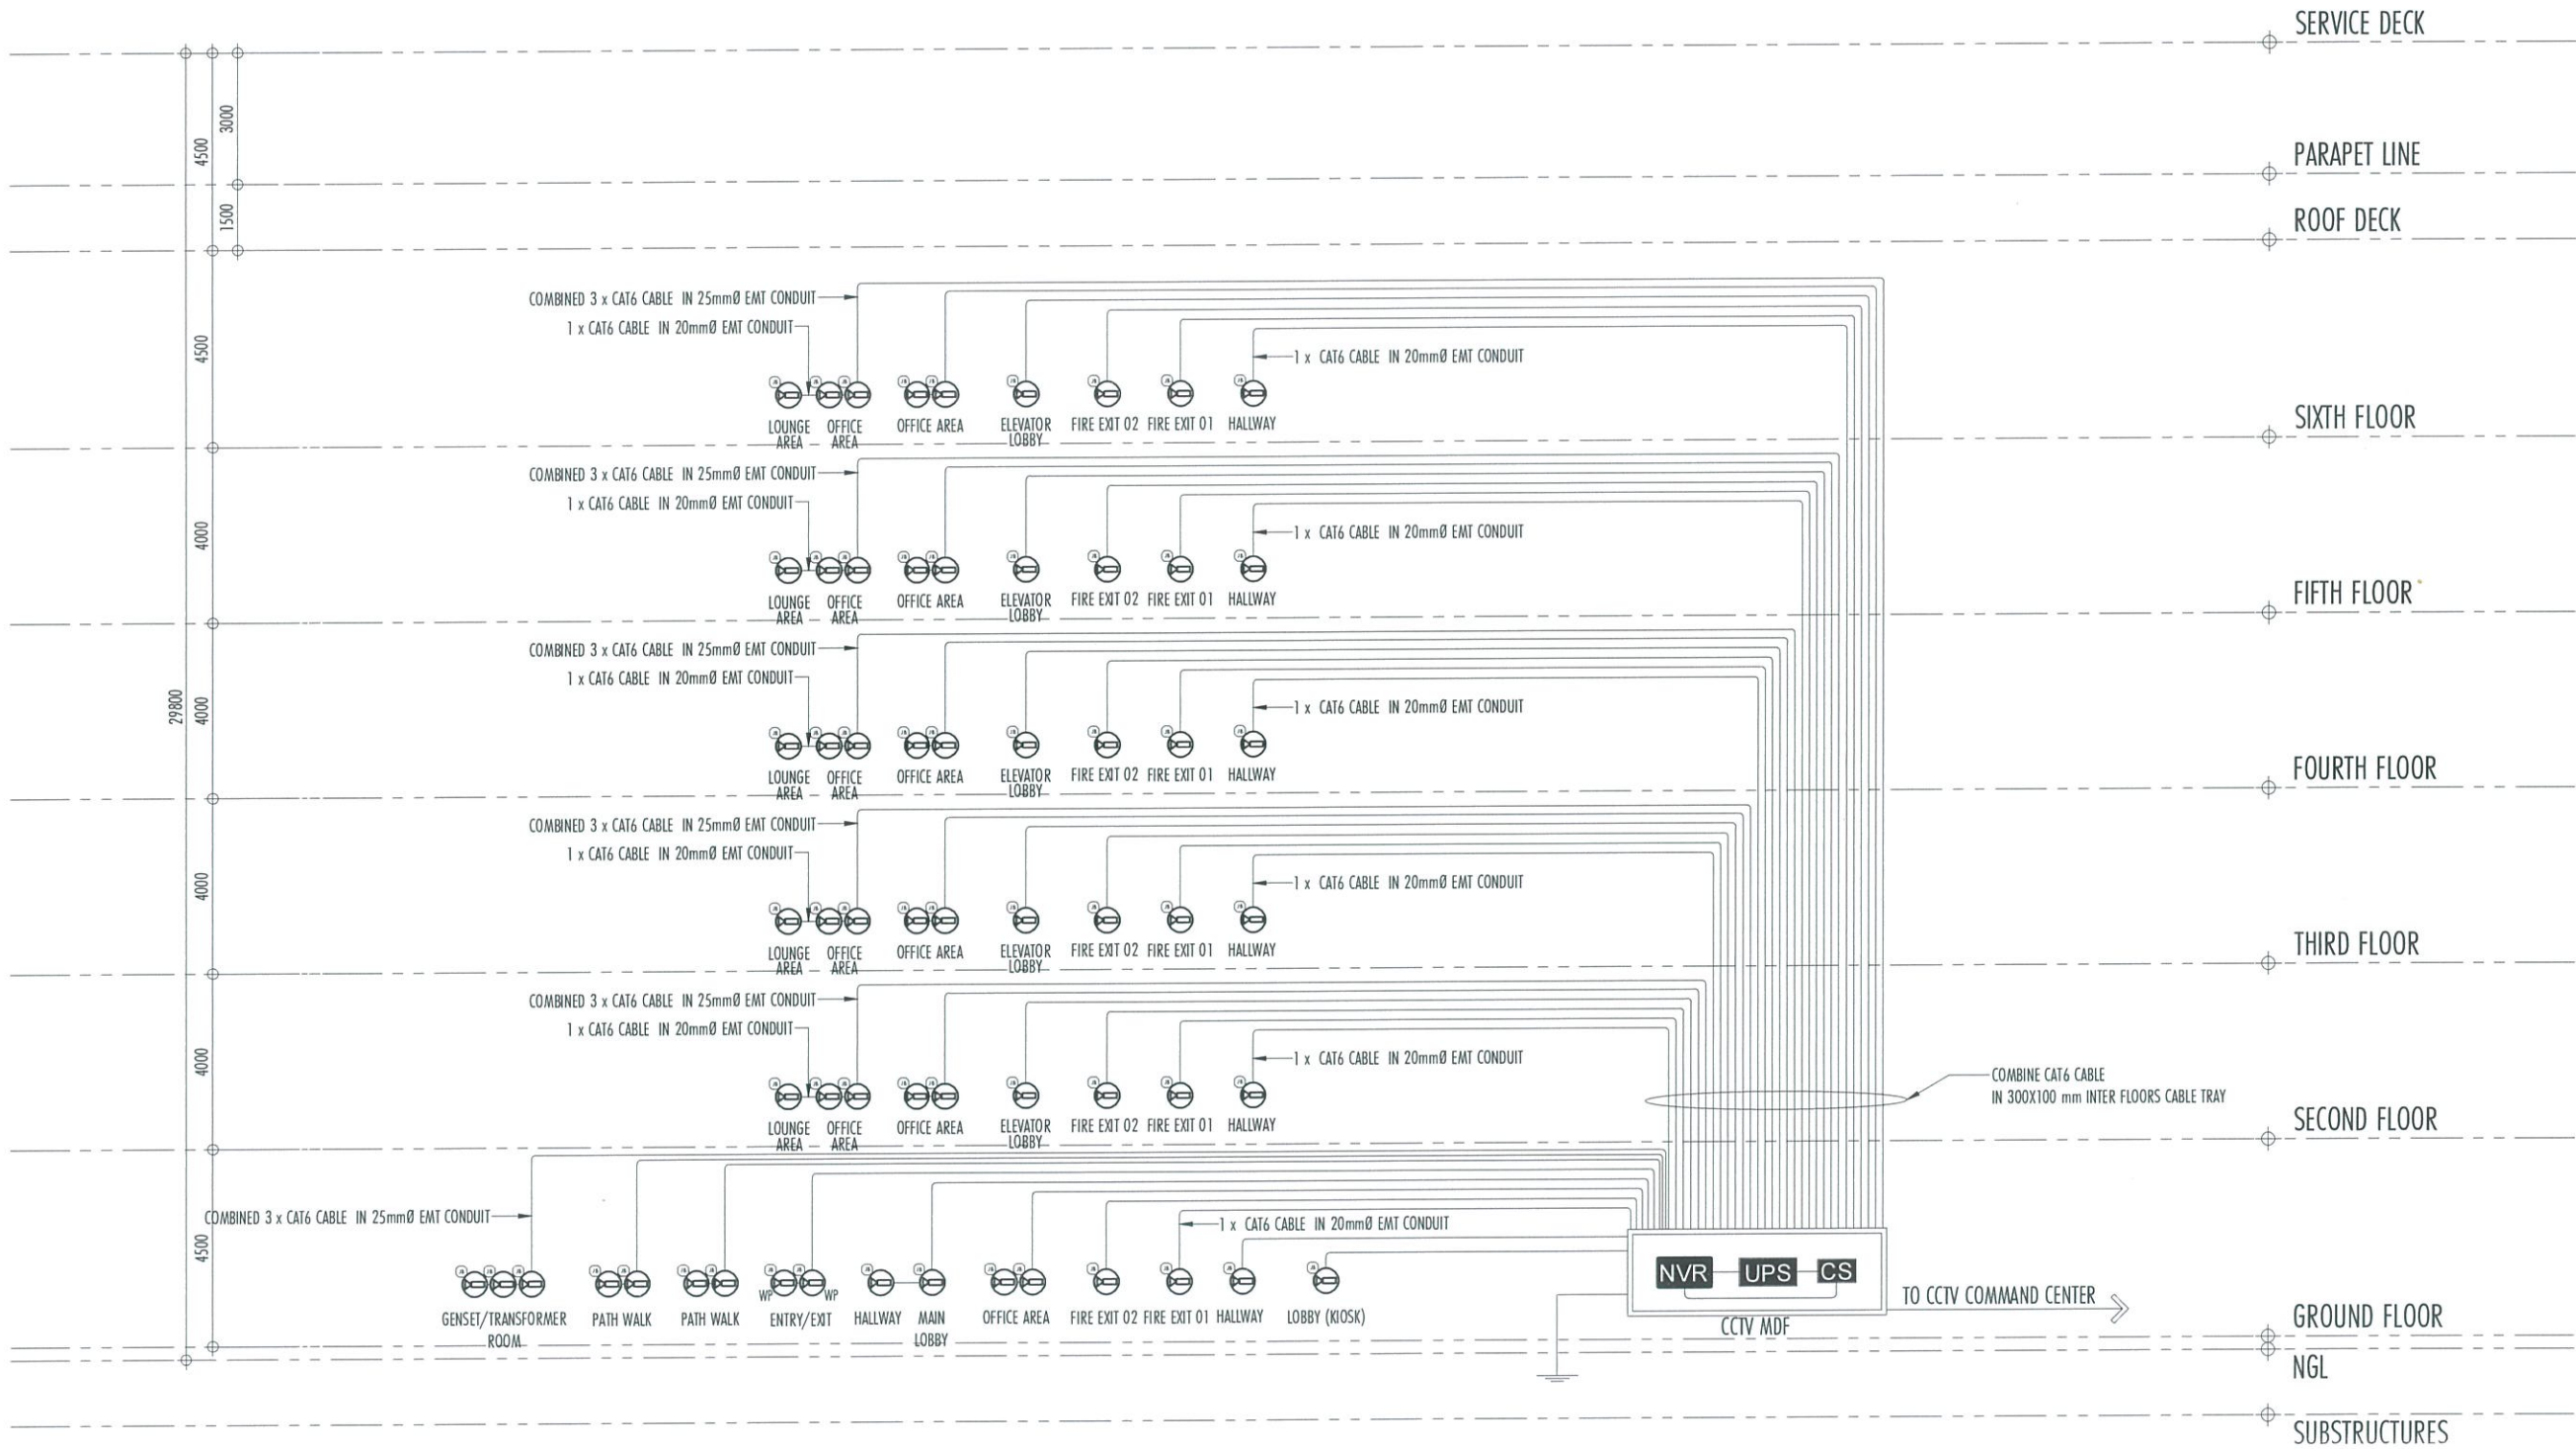 SERVICE DECK
3000
4500
PARAPET LINE
1500
ROOF DECK
COMBINED 3 x CAT6 CABLE IN 25mmØ EMT CONDUIT
1 x CAT6 CABLE IN 20mmØ EMT CONDUIT
1 x CAT6 CABLE IN 20mmØ EMT CONDUIT
4500
LOUNGE AREA
OFFICE AREA
OFFICE AREA
ELEVATOR LOBBY
FIRE EXIT 02
FIRE EXIT 01
HALLWAY
SIXTH FLOOR
COMBINED 3 x CAT6 CABLE IN 25mmØ EMT CONDUIT
1 x CAT6 CABLE IN 20mmØ EMT CONDUIT
1 x CAT6 CABLE IN 20mmØ EMT CONDUIT
4000
LOUNGE AREA
OFFICE AREA
OFFICE AREA
ELEVATOR LOBBY
FIRE EXIT 02
FIRE EXIT 01
HALLWAY
FIFTH FLOOR
COMBINED 3 x CAT6 CABLE IN 25mmØ EMT CONDUIT
1 x CAT6 CABLE IN 20mmØ EMT CONDUIT
1 x CAT6 CABLE IN 20mmØ EMT CONDUIT
29800
4000
LOUNGE AREA
OFFICE AREA
OFFICE AREA
ELEVATOR LOBBY
FIRE EXIT 02
FIRE EXIT 01
HALLWAY
FOURTH FLOOR
COMBINED 3 x CAT6 CABLE IN 25mmØ EMT CONDUIT
1 x CAT6 CABLE IN 20mmØ EMT CONDUIT
1 x CAT6 CABLE IN 20mmØ EMT CONDUIT
4000
LOUNGE AREA
OFFICE AREA
OFFICE AREA
ELEVATOR LOBBY
FIRE EXIT 02
FIRE EXIT 01
HALLWAY
THIRD FLOOR
COMBINED 3 x CAT6 CABLE IN 25mmØ EMT CONDUIT
1 x CAT6 CABLE IN 20mmØ EMT CONDUIT
1 x CAT6 CABLE IN 20mmØ EMT CONDUIT
4000
COMBINE CAT6 CABLE
IN 300X100 mm INTER FLOORS CABLE TRAY
LOUNGE AREA
OFFICE AREA
OFFICE AREA
ELEVATOR LOBBY
FIRE EXIT 02
FIRE EXIT 01
HALLWAY
SECOND FLOOR
COMBINED 3 x CAT6 CABLE IN 25mmØ EMT CONDUIT
1 x CAT6 CABLE IN 20mmØ EMT CONDUIT
4500
NVR
UPS
CS
WP
WP
TO CCTV COMMAND CENTER
GENSET/TRANSFORMER
ROOM
PATH WALK
PATH WALK
ENTRY/EXIT
HALLWAY
MAIN
LOBBY
OFFICE AREA
FIRE EXIT 02
FIRE EXIT 01
HALLWAY
LOBBY (KIOSK)
CCTV MDF
GROUND FLOOR
NGL
SUBSTRUCTURES